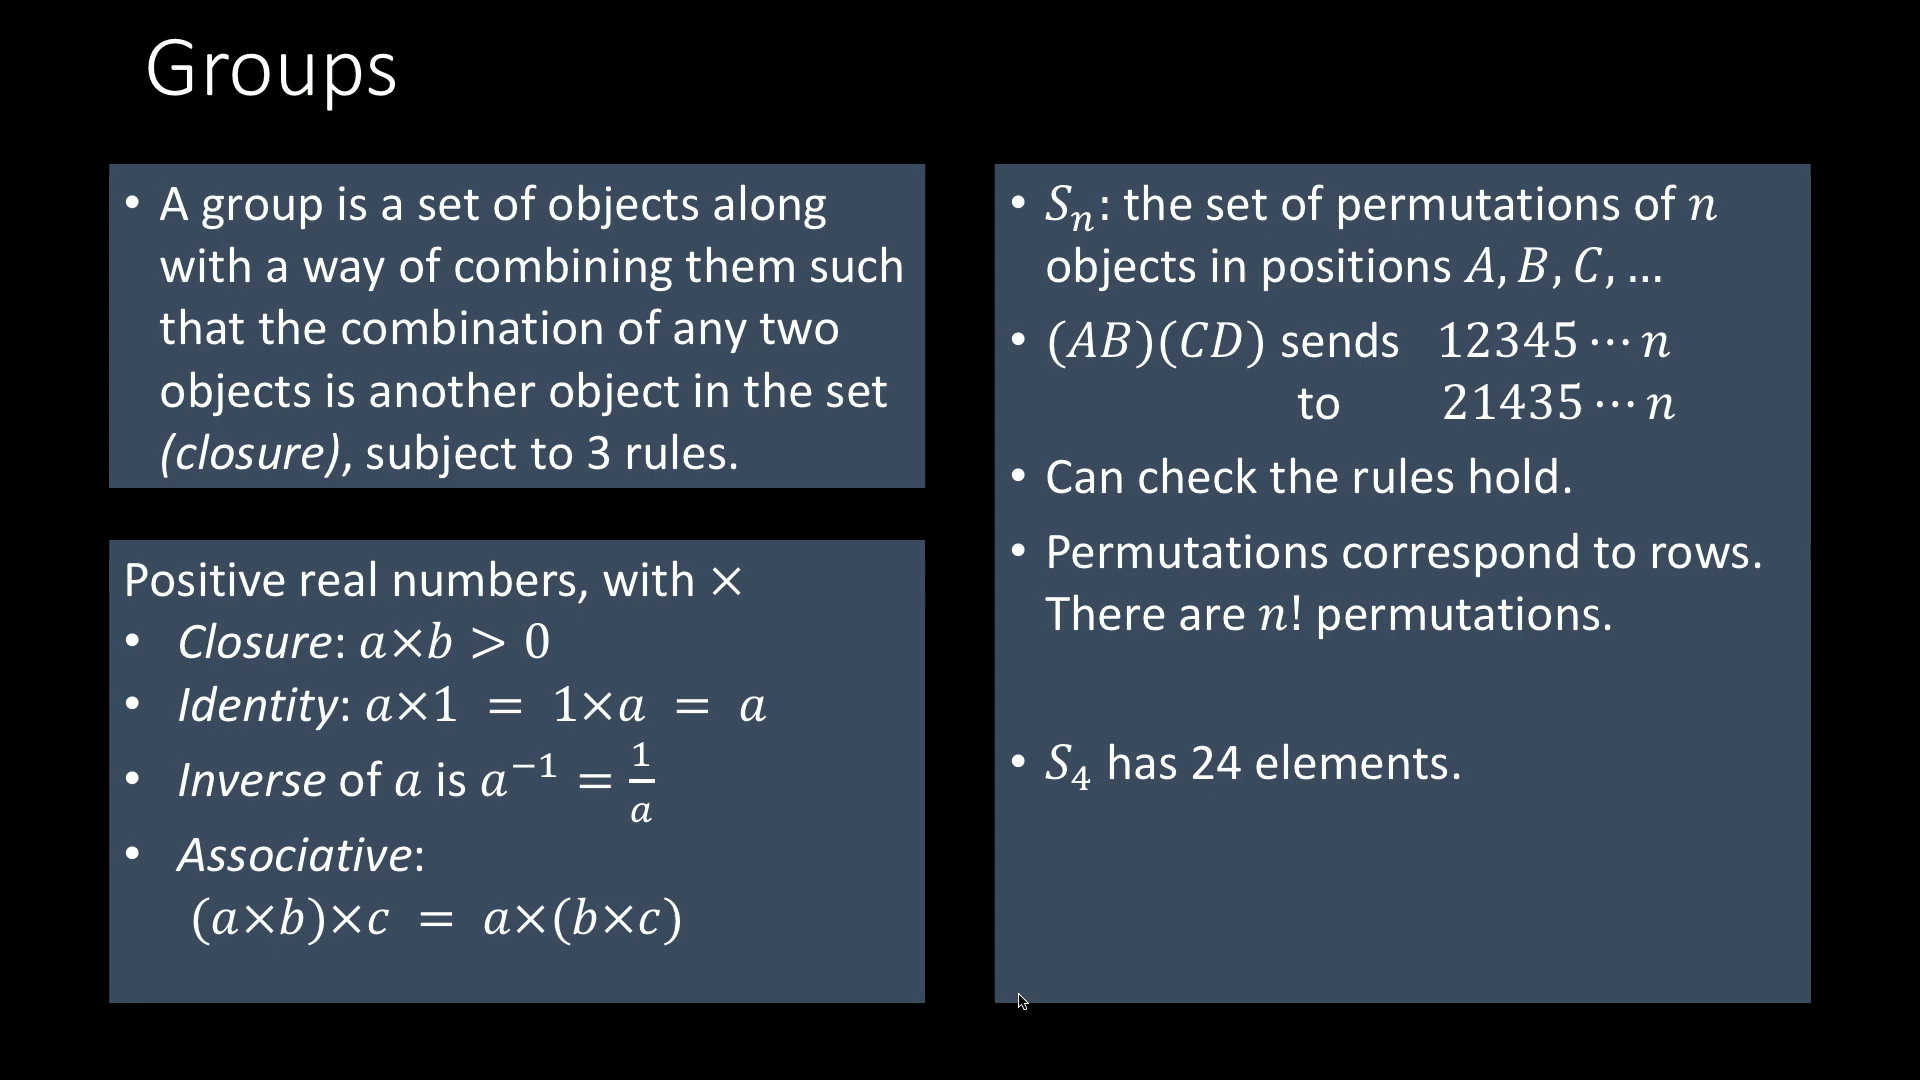 Groups
• A group is a set of objects along
with a way of combining them such
that the combination of any two
objects is another object in the set
(closure), subject to 3 rules.
Positive real numbers, with ×
• Closure: a×b > 0
• Identity: a×1 = 1×a = a
• Inverse of a is a⁻¹ = 1/a
• Associative:
(a×b)×c = a×(b×c)
• Sₙ: the set of permutations of n
objects in positions A, B, C, …
• (AB)(CD) sends 12345 ⋯ n
to 21435 ⋯ n
• Can check the rules hold.
• Permutations correspond to rows.
There are n! permutations.
• S₄ has 24 elements.